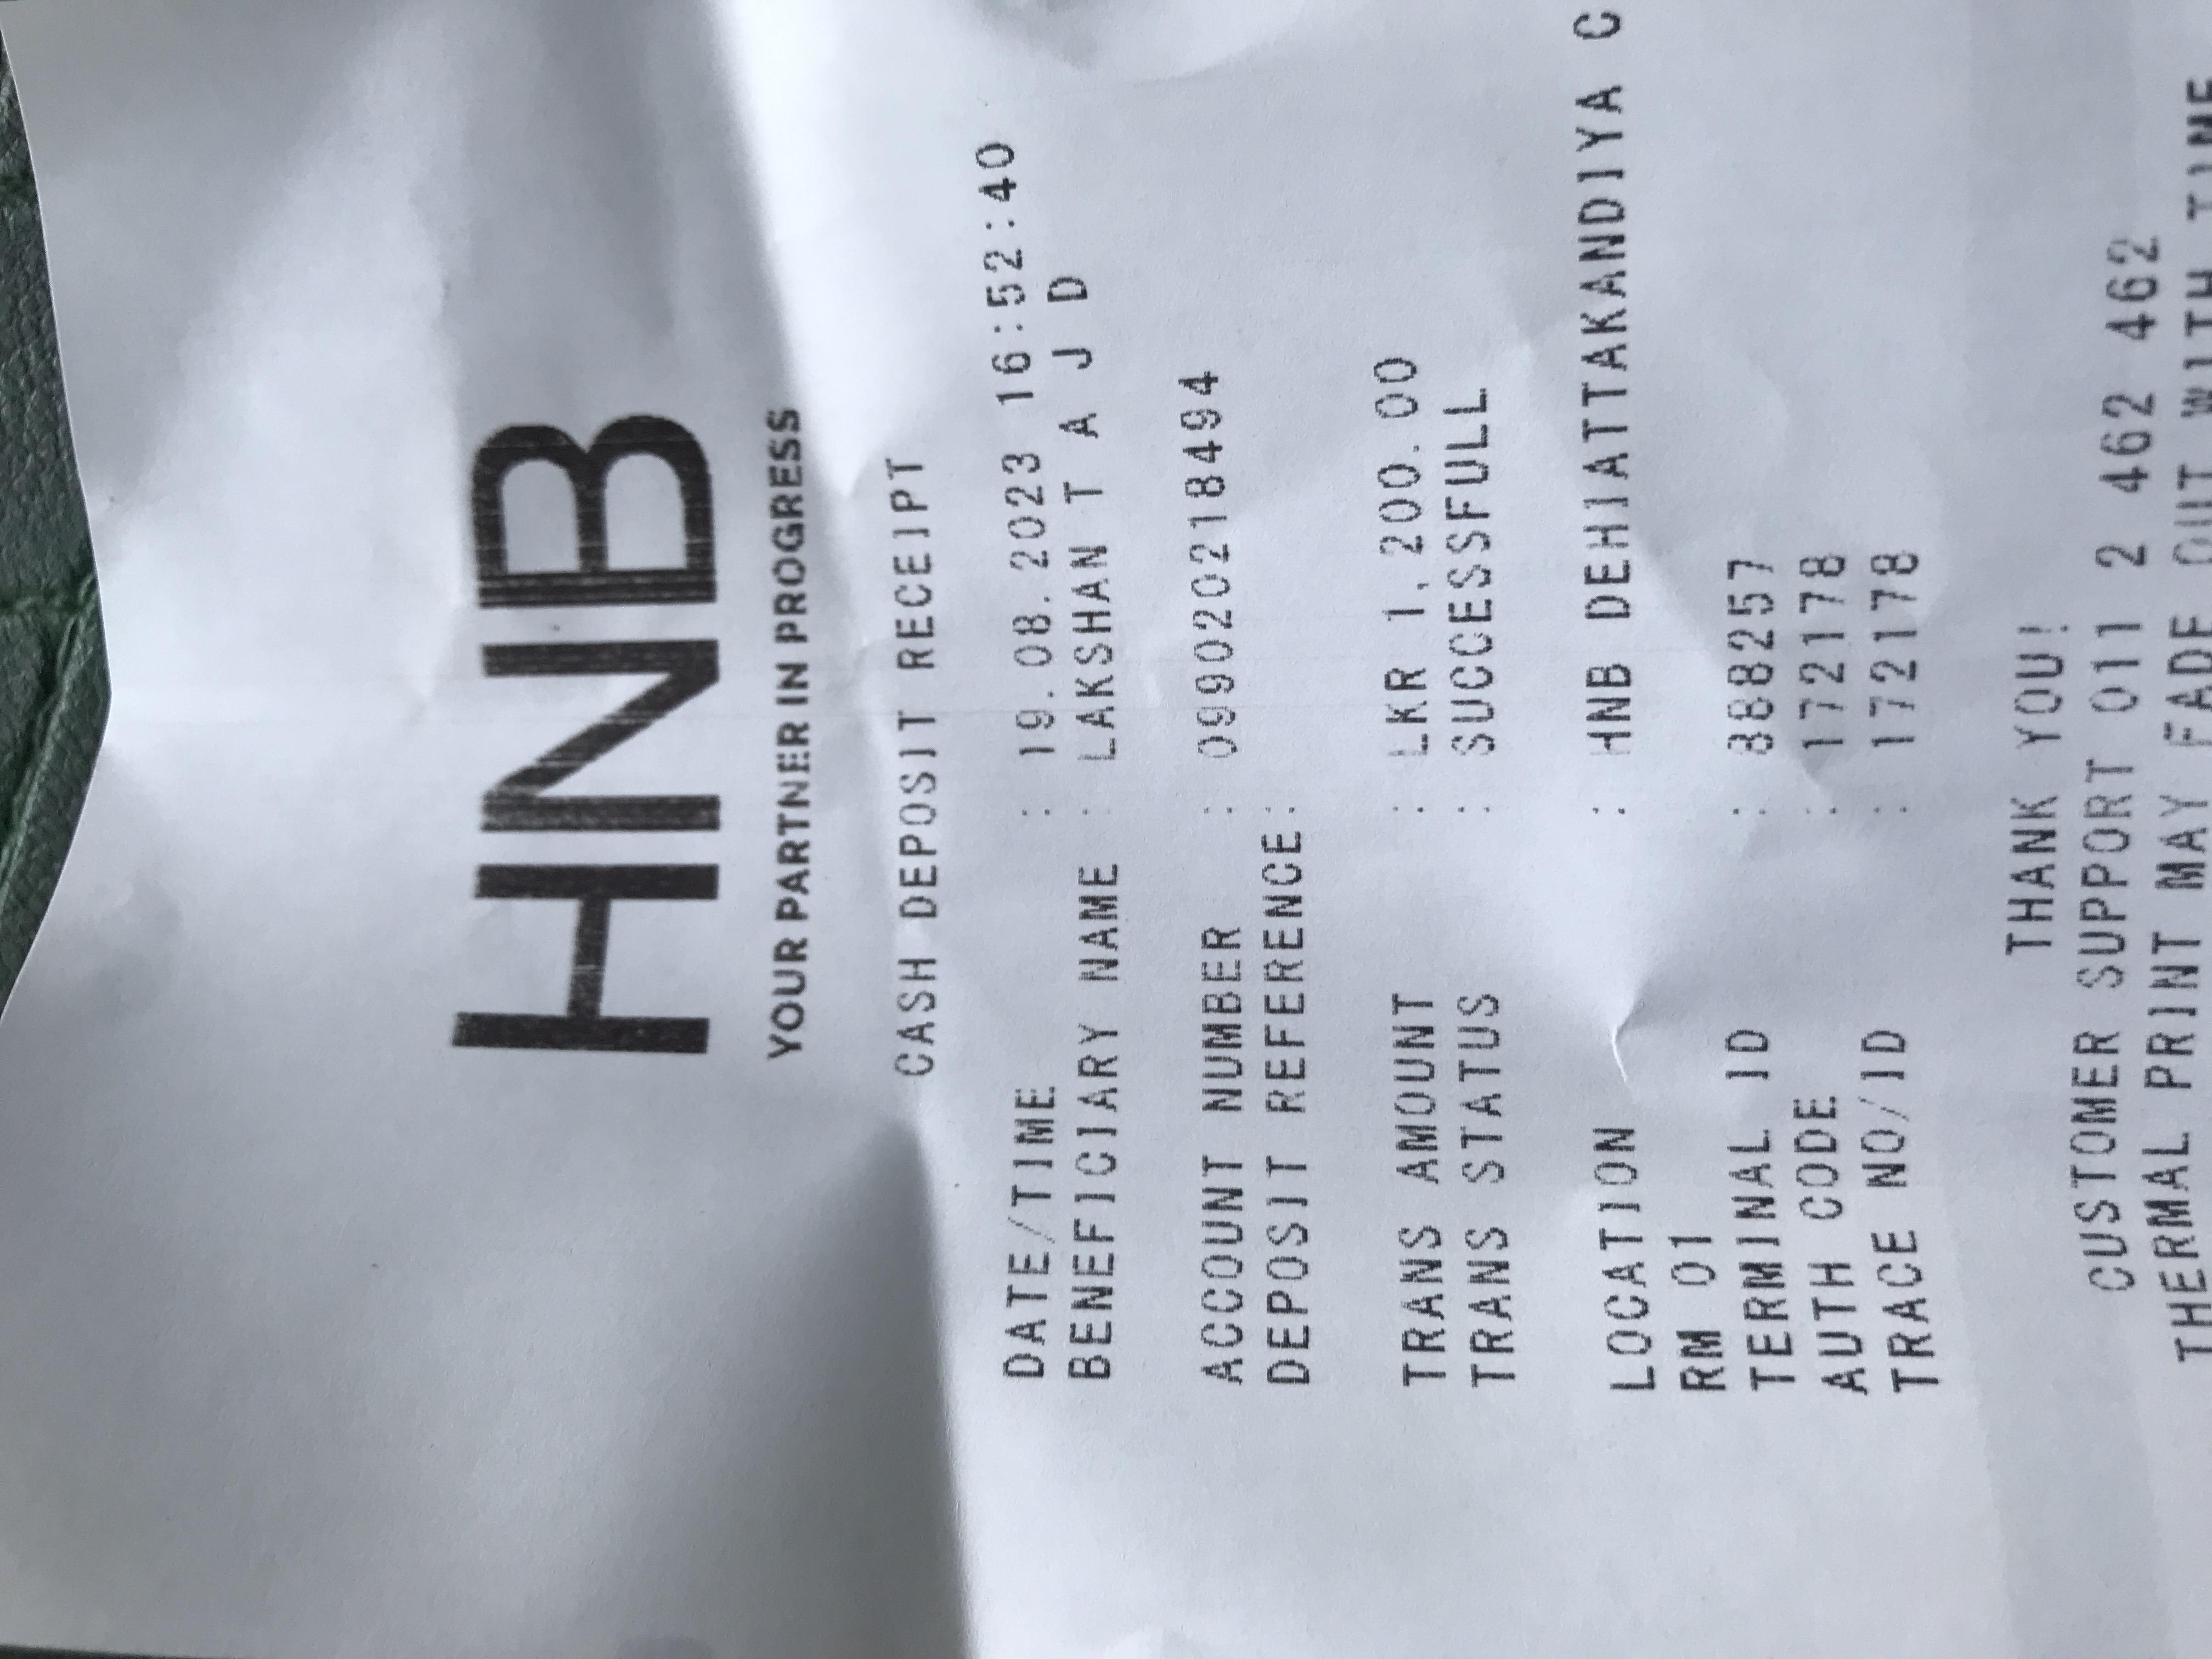 HNB
YOUR PARTNER IN PROGRESS
CASH DEPOSIT RECEIPT
DATE/TIME : 19.08.2023 16:52:40
BENEFICIARY NAME : LAKSHAN T A J D
ACCOUNT NUMBER : 099020218494
DEPOSIT REFERENCE :
TRANS AMOUNT : LKR 1,200.00
TRANS STATUS : SUCCESSFULL
LOCATION : HNB DEHIATTAKANDIYA C
RM 01
TERMINAL ID : 388257
AUTH CODE : 172178
TRACE NO/ID : 172178
THANK YOU!
CUSTOMER SUPPORT 011 2 462 462
THERMAL PRINT MAY FADE OUT WITH TIME